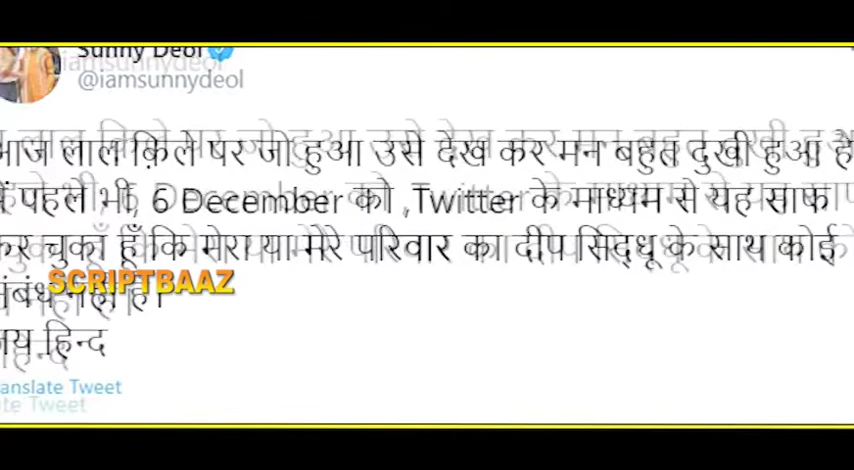 Sunny Deol
@iamsunnydeol
आज लाल क़िले पर जो हुआ उसे देख कर मन बहुत दुखी हुआ है
मैं पहले भी, 6 December को ,Twitter के माध्यम से यह साफ
कर चुका हूँ कि मेरा या मेरे परिवार का दीप सिद्धू के साथ कोई
संबंध नही है।
SCRIPTBAAZ
जय हिन्द
anslate Tweet